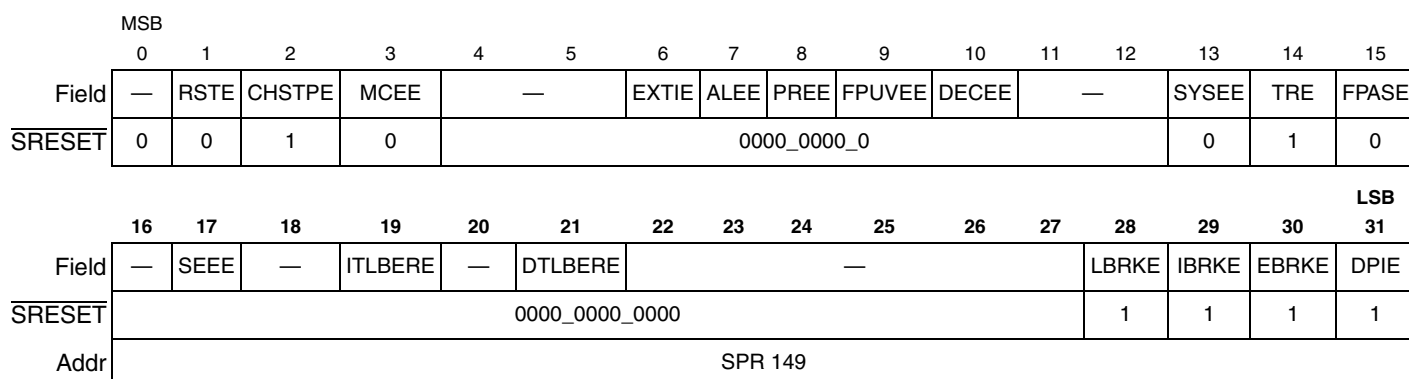 MSB
0 1 2 3 4 5 6 7 8 9 10 11 12 13 14 15
Field — RSTE CHSTPE MCEE — EXTIE ALEE PREE FPUVEE DECEE — SYSEE TRE FPASE
SRESET 0 0 1 0 0000_0000_0 0 1 0
LSB
16 17 18 19 20 21 22 23 24 25 26 27 28 29 30 31
Field — SEEE — ITLBERE — DTLBERE — LBRKE IBRKE EBRKE DPIE
SRESET 0000_0000_0000 1 1 1 1
Addr SPR 149